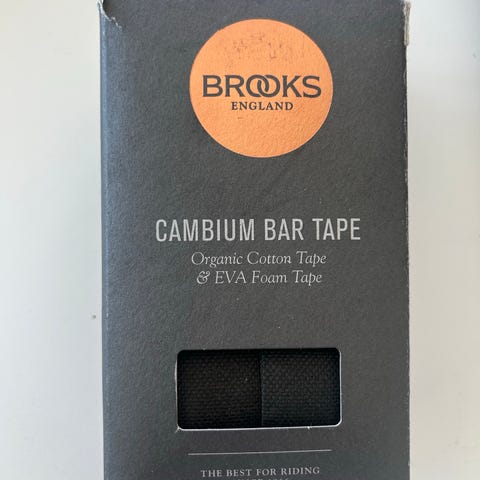 BROOKS
ENGLAND
CAMBIUM BAR TAPE
Organic Cotton Tape
& EVA Foam Tape
THE BEST FOR RIDING